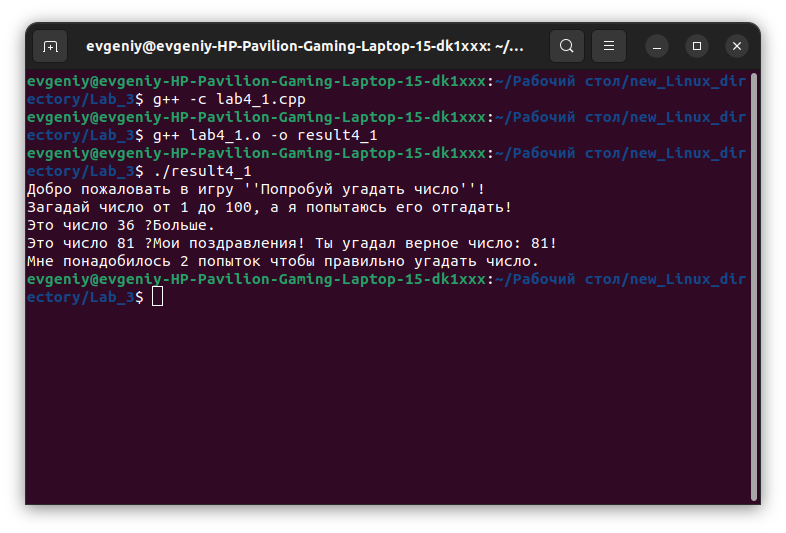 evgeniy@evgeniy-HP-Pavilion-Gaming-Laptop-15-dk1xxx: ~/...
evgeniy@evgeniy-HP-Pavilion-Gaming-Laptop-15-dk1xxx:~/Рабочий стол/new_Linux_dir
ectory/Lab_3$ g++ -c lab4_1.cpp
evgeniy@evgeniy-HP-Pavilion-Gaming-Laptop-15-dk1xxx:~/Рабочий стол/new_Linux_dir
ectory/Lab_3$ g++ lab4_1.o -o result4_1
evgeniy@evgeniy-HP-Pavilion-Gaming-Laptop-15-dk1xxx:~/Рабочий стол/new_Linux_dir
ectory/Lab_3$ ./result4_1
Добро пожаловать в игру ''Попробуй угадать число''!
Загадай число от 1 до 100, а я попытаюсь его отгадать!
Это число 36 ?Больше.
Это число 81 ?Мои поздравления! Ты угадал верное число: 81!
Мне понадобилось 2 попыток чтобы правильно угадать число.
evgeniy@evgeniy-HP-Pavilion-Gaming-Laptop-15-dk1xxx:~/Рабочий стол/new_Linux_dir
ectory/Lab_3$